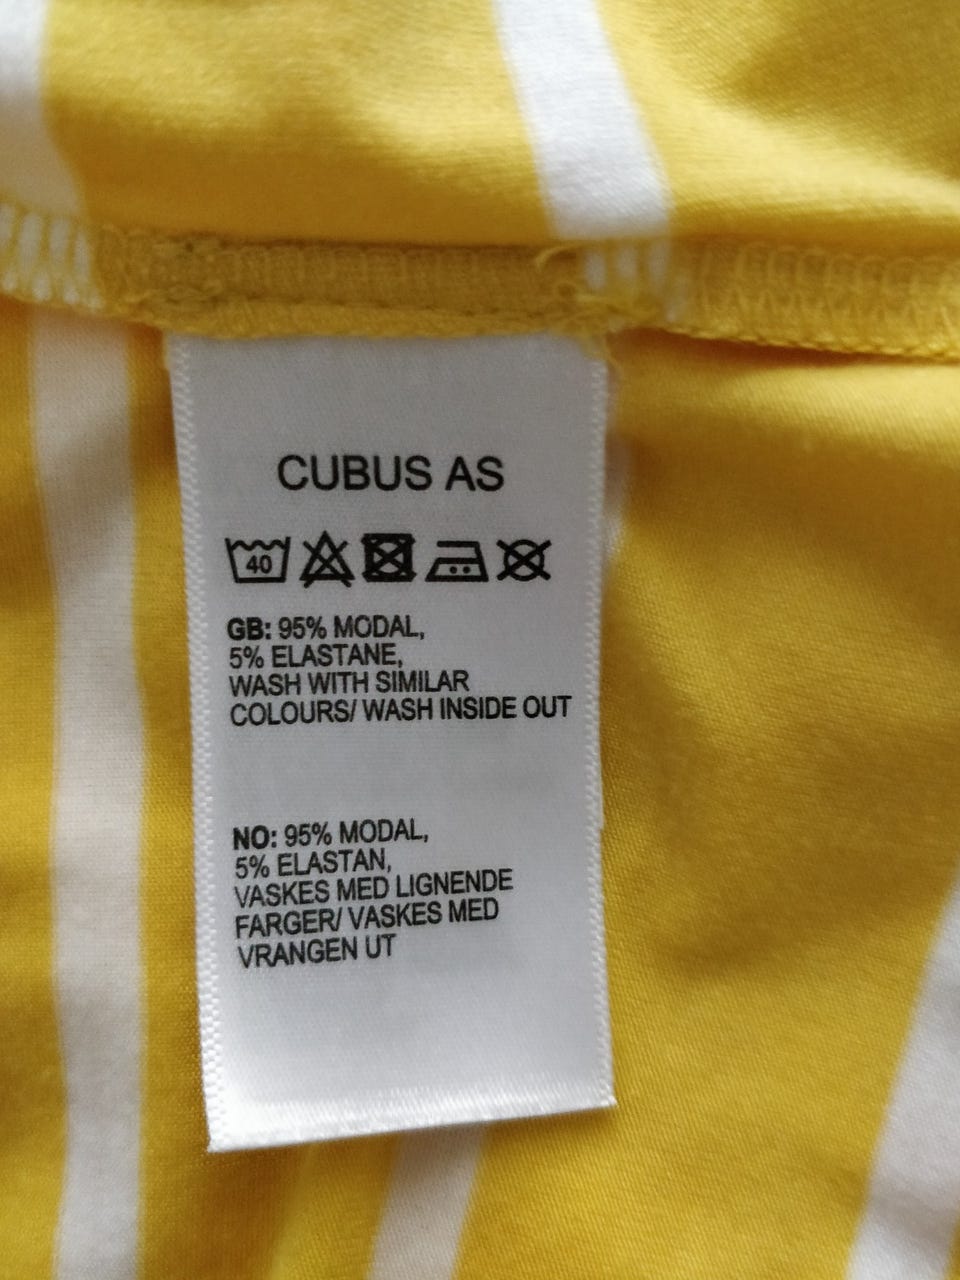 CUBUS AS
40
GB: 95% MODAL,
5% ELASTANE,
WASH WITH SIMILAR
COLOURS/ WASH INSIDE OUT
NO: 95% MODAL,
5% ELASTAN,
VASKES MED LIGNENDE
FARGER/ VASKES MED
VRANGEN UT